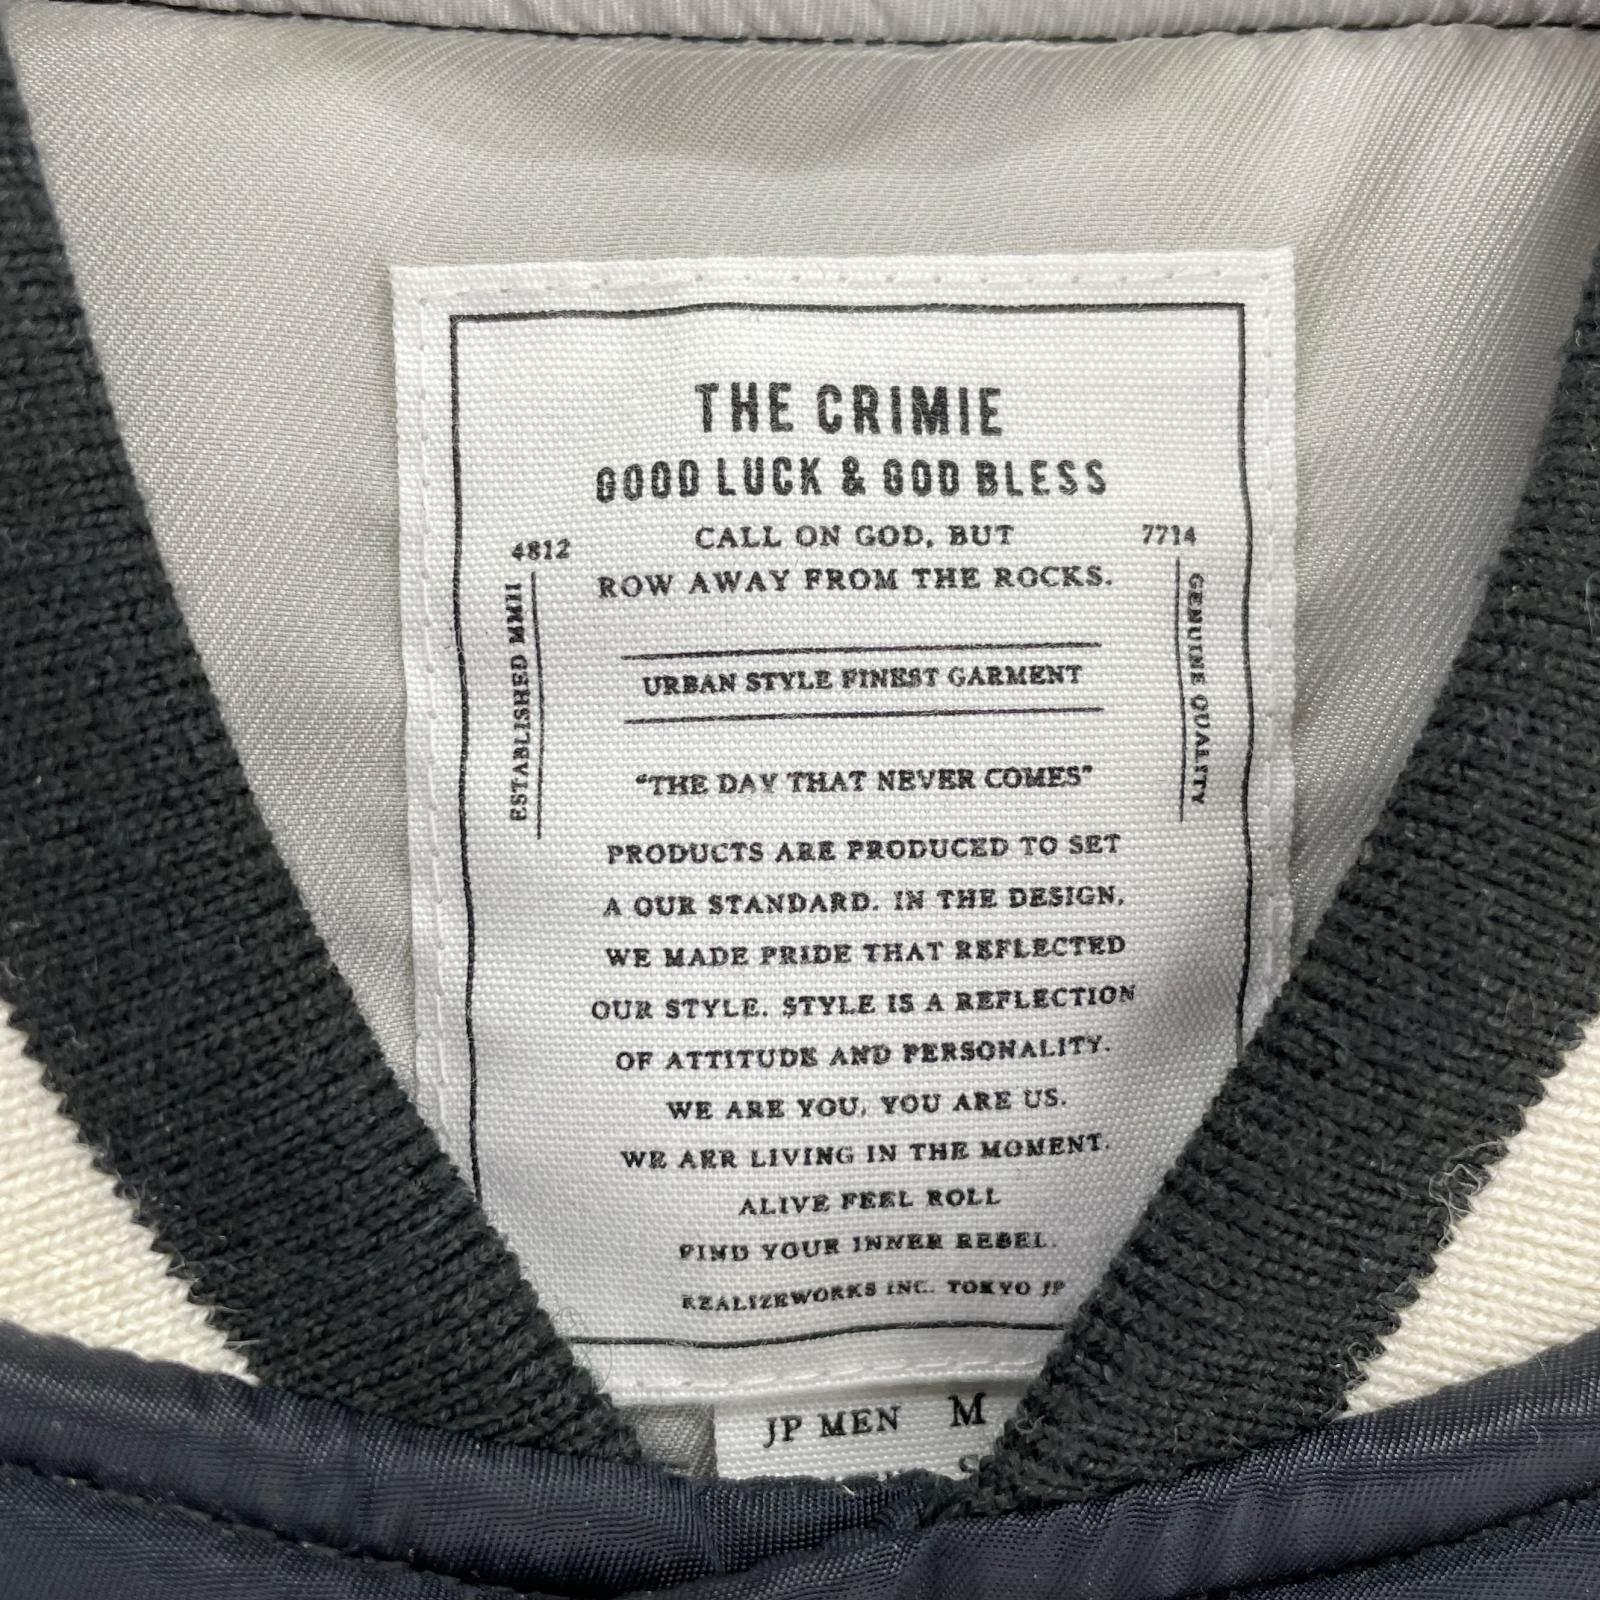 THE CRIMIE
GOOD LUCK & GOD BLESS
CALL ON GOD, BUT
ROW AWAY FROM THE ROCKS.
4812
ESTABLISHED MMII
7714
GENUINE QUALITY
URBAN STYLE FINEST GARMENT
“THE DAY THAT NEVER COMES”
PRODUCTS ARE PRODUCED TO SET
A OUR STANDARD. IN THE DESIGN,
WE MADE PRIDE THAT REFLECTED
OUR STYLE. STYLE IS A REFLECTION
OF ATTITUDE AND PERSONALITY.
WE ARE YOU, YOU ARE US.
WE ARR LIVING IN THE MOMENT.
ALIVE FEEL ROLL
FIND YOUR INNER REBEL.
REALIZEWORKS INC. TOKYO JP
JP MEN M